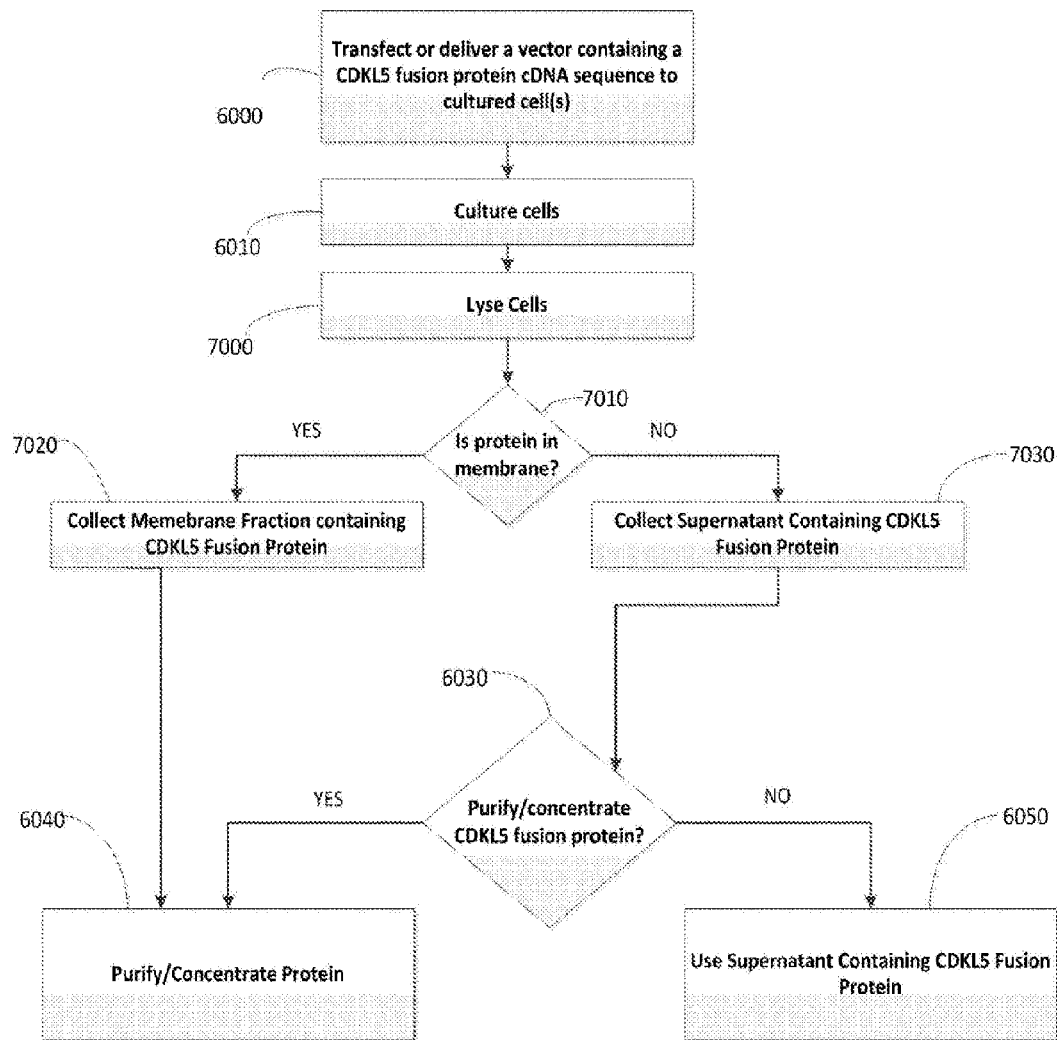 Transfect or deliver a vector containing a
CDKL5 fusion protein cDNA sequence to
cultured cell(s)
6000
Culture cells
6010
Lyse Cells
7000
7010
Is protein in
membrane?
YES
NO
7020
7030
Collect Memebrane Fraction containing
CDKL5 Fusion Protein
Collect Supernatant Containing CDKL5
Fusion Protein
6030
Purify/concentrate
CDKL5 fusion protein?
YES
NO
6040
6050
Purify/Concentrate Protein
Use Supernatant Containing CDKL5 Fusion
Protein